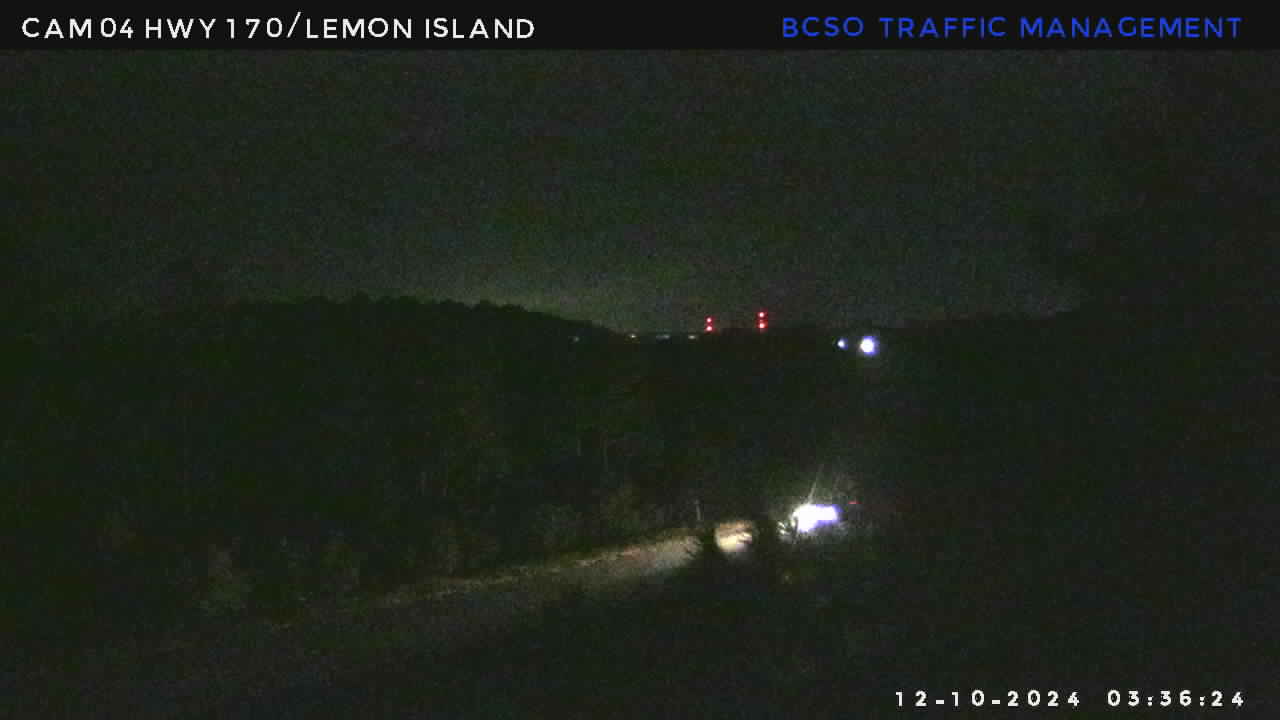 CAM04 HWY 170/LEMON ISLAND
BCSO TRAFFIC MANAGEMENT
12-10-2024 03:36:24